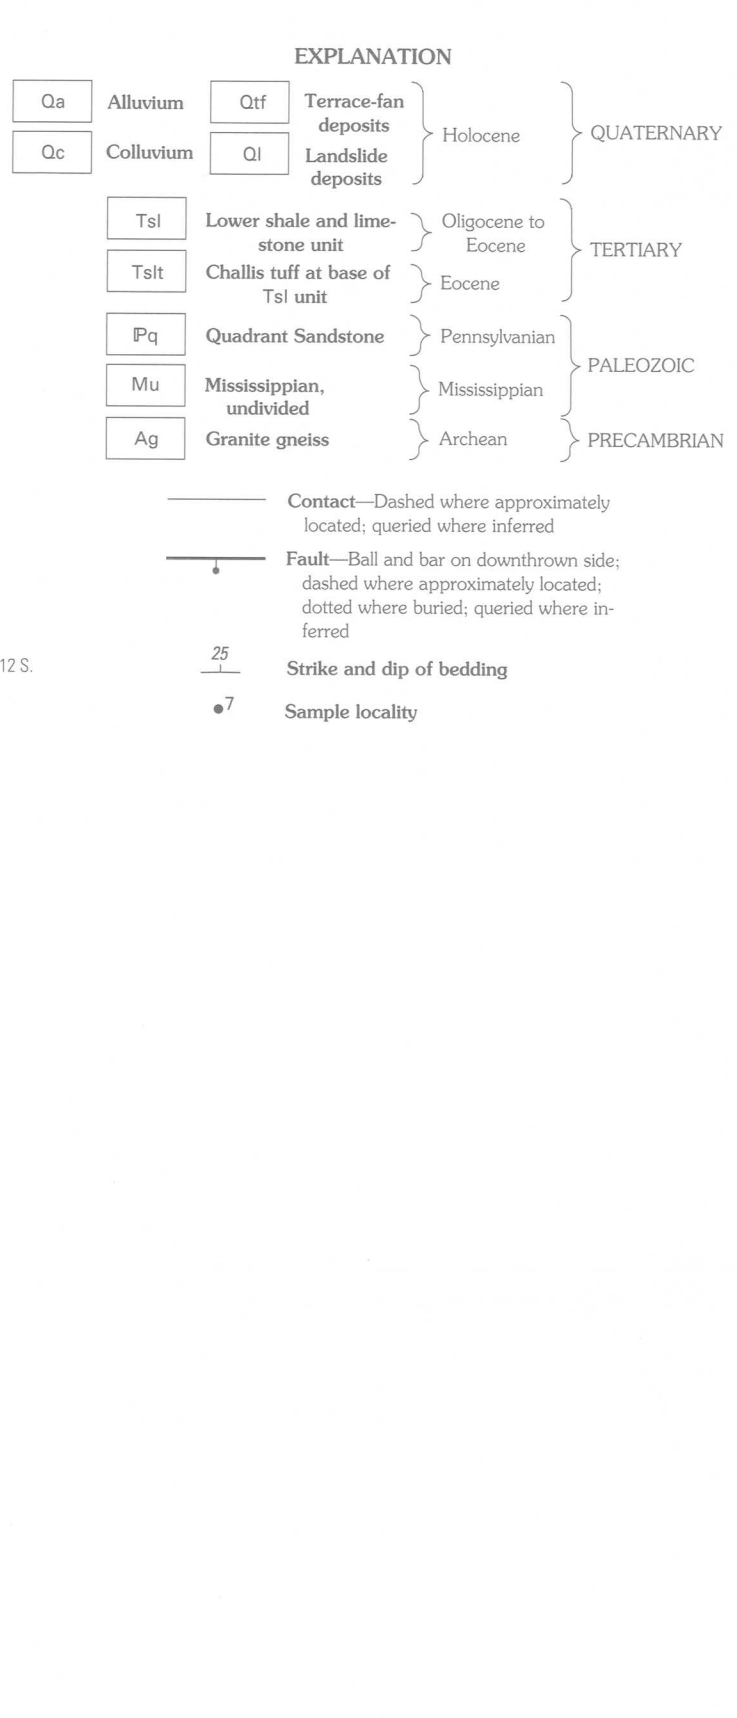 EXPLANATION
Qa Alluvium Qtf Terrace-fan
deposits
Holocene QUATERNARY
Qc Colluvium Ql Landslide
deposits
Tsl Lower shale and lime-
stone unit
Oligocene to
Eocene
TERTIARY
Tslt Challis tuff at base of
Tsl unit
Eocene
ℙq Quadrant Sandstone Pennsylvanian
PALEOZOIC
Mu Mississippian,
undivided
Mississippian
Ag Granite gneiss Archean PRECAMBRIAN
Contact—Dashed where approximately
located; queried where inferred
Fault—Ball and bar on downthrown side;
dashed where approximately located;
dotted where buried; queried where in-
ferred
12 S.
25 Strike and dip of bedding
7 Sample locality